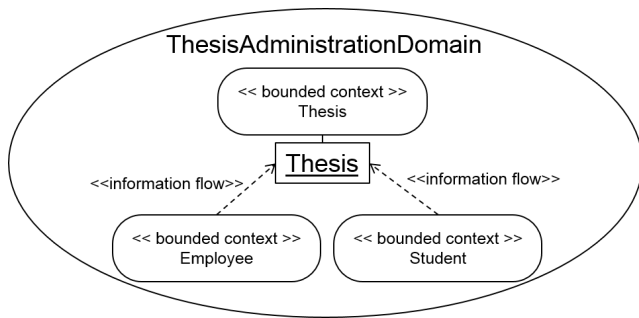 ThesisAdministrationDomain
<< bounded context >>
Thesis
Thesis
<<information flow>>
<<information flow>>
<< bounded context >>
Employee
<< bounded context >>
Student